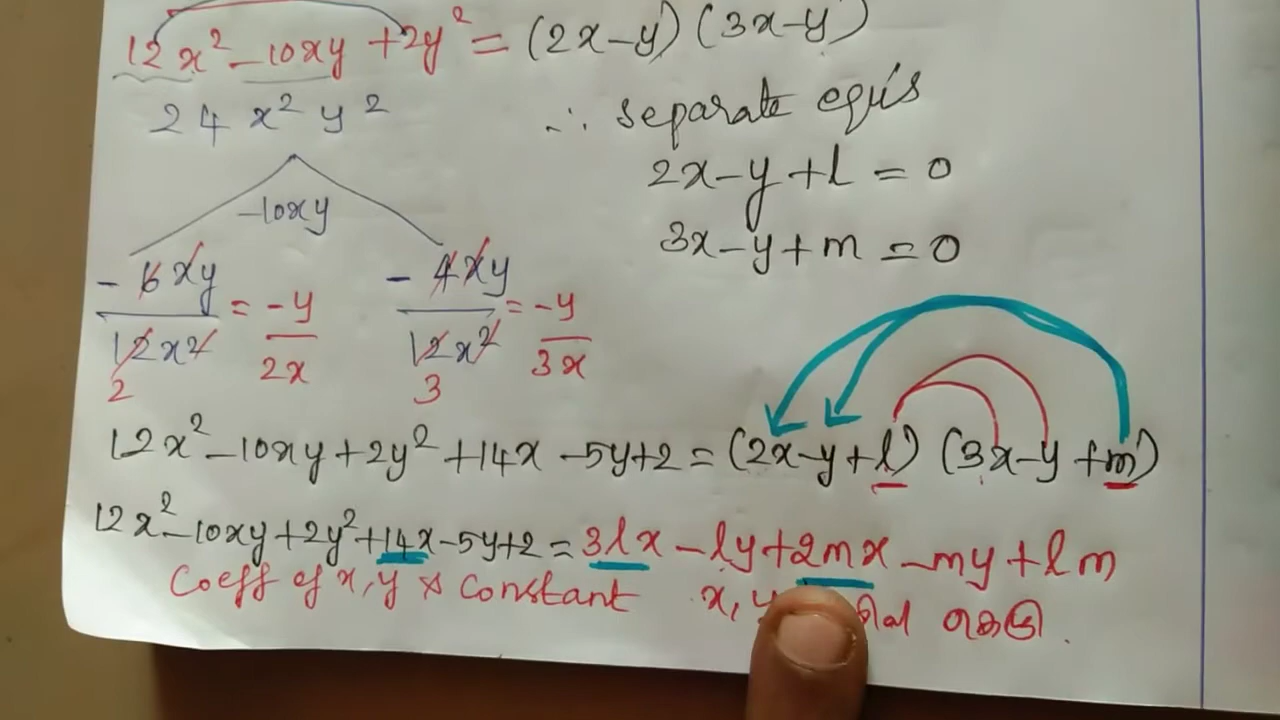 12x² - 10xy + 2y² = (2x-y) (3x-y)
24 x² y²
∴ separate eqns
-10xy
2x - y + l = 0
3x - y + m = 0
-6xy / 12x² = -y / 2x
2
-4xy / 12x² = -y / 3x
3
12x² - 10xy + 2y² + 14x - 5y + 2 = (2x - y + l) (3x - y + m)
12x² - 10xy + 2y² + 14x - 5y + 2 = 3lx - ly + 2mx - my + lm
Coeff of x, y & Constant x, y